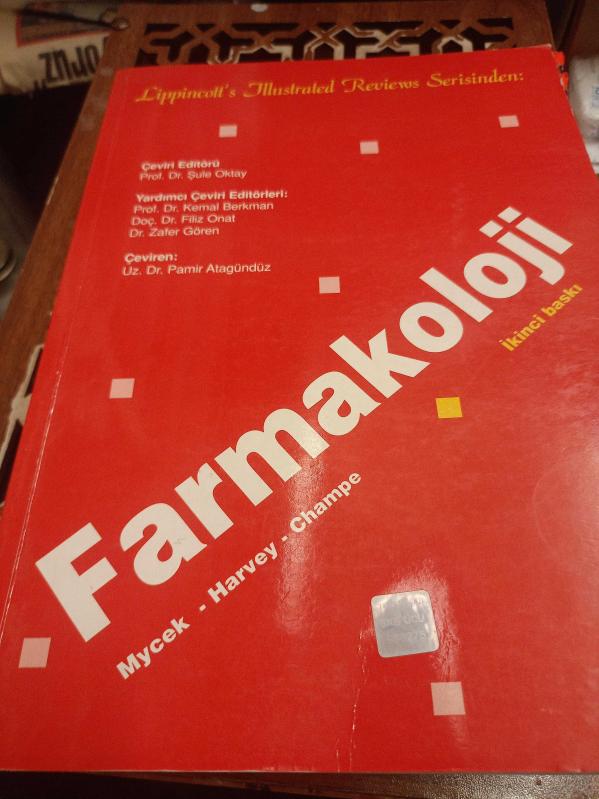 Lippincott's Illustrated Reviews Serisinden:
Çeviri Editörü
Prof. Dr. Şule Oktay
Yardımcı Çeviri Editörleri:
Prof. Dr. Kemal Berkman
Doç. Dr. Filiz Onat
Dr. Zafer Gören
Çeviren:
Uz. Dr. Pamir Atagündüz
Farmakoloji
İkinci baskı
Mycek - Harvey - Champe